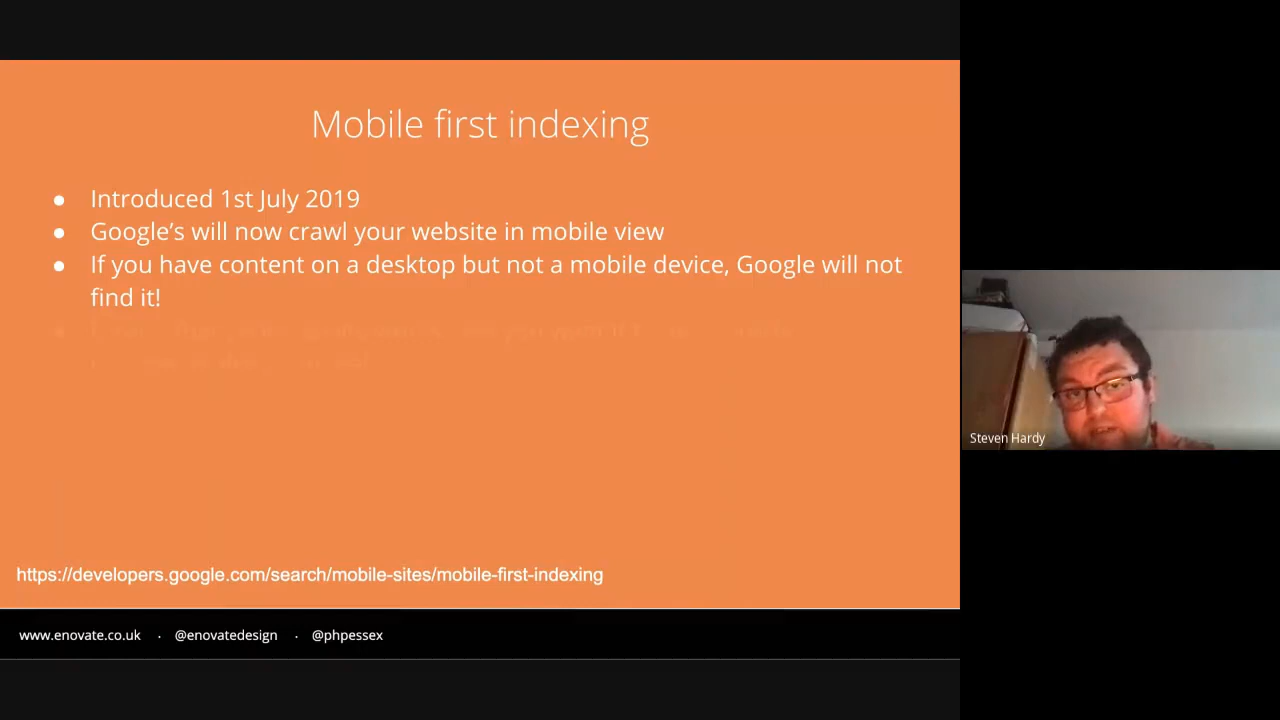 Mobile first indexing
● Introduced 1st July 2019
● Google's will now crawl your website in mobile view
● If you have content on a desktop but not a mobile device, Google will not
find it!
https://developers.google.com/search/mobile-sites/mobile-first-indexing
www.enovate.co.uk · @enovatedesign · @phpessex
Steven Hardy